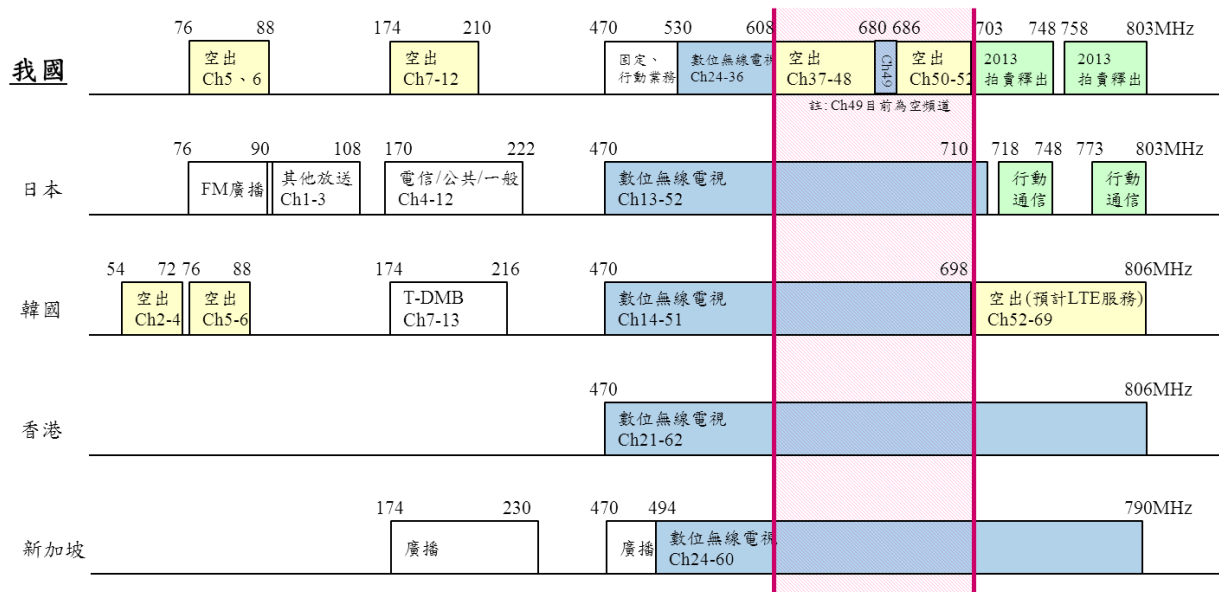 76 88 174 210 470 530 608 680 686 703 748 758 803MHz
我國
空出
Ch5、6
空出
Ch7-12
固定、
行動業務
數位無線電視
Ch24-36
空出
Ch37-48
Ch49
空出
Ch50-52
2013
拍賣釋出
2013
拍賣釋出
註:Ch49目前為空頻道
76 90 108 170 222 470 710 718 748 773 803MHz
日本
FM廣播
其他放送
Ch1-3
電信/公共/一般
Ch4-12
數位無線電視
Ch13-52
行動
通信
行動
通信
54 72 76 88 174 216 470 698 806MHz
韓國
空出
Ch2-4
空出
Ch5-6
T-DMB
Ch7-13
數位無線電視
Ch14-51
空出(預計LTE服務)
Ch52-69
470 806MHz
香港
數位無線電視
Ch21-62
174 230 470 494 790MHz
新加坡
廣播
廣播
數位無線電視
Ch24-60